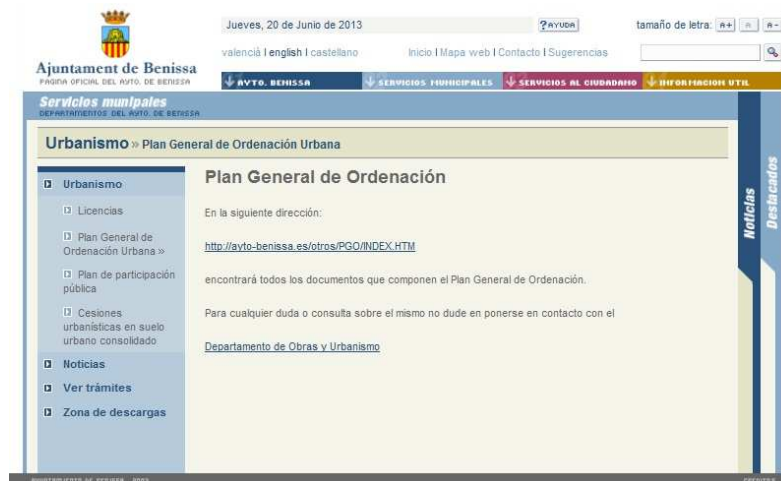 Jueves, 20 de Junio de 2013
?AYUDA
tamaño de letra: A+ A A-
valencià | english | castellano
Inicio | Mapa web | Contacto | Sugerencias
Ajuntament de Benissa
PAGINA OFICIAL DEL AYTO. DE BENISSA
AYTO. BENISSA
SERVICIOS MUNICIPALES
SERVICIOS AL CIUDADANO
INFORMACION UTIL
Servicios munipales
DEPARTAMENTOS DEL AYTO. DE BENISSA
Urbanismo » Plan General de Ordenación Urbana
Urbanismo
Licencias
Plan General de
Ordenación Urbana »
Plan de participación
pública
Cesiones
urbanísticas en suelo
urbano consolidado
Noticias
Ver trámites
Zona de descargas
Plan General de Ordenación
En la siguiente dirección:
http://ayto-benissa.es/otros/PGO/INDEX.HTM
encontrará todos los documentos que componen el Plan General de Ordenación.
Para cualquier duda o consulta sobre el mismo no dude en ponerse en contacto con el
Departamento de Obras y Urbanismo
Noticias
Destacados